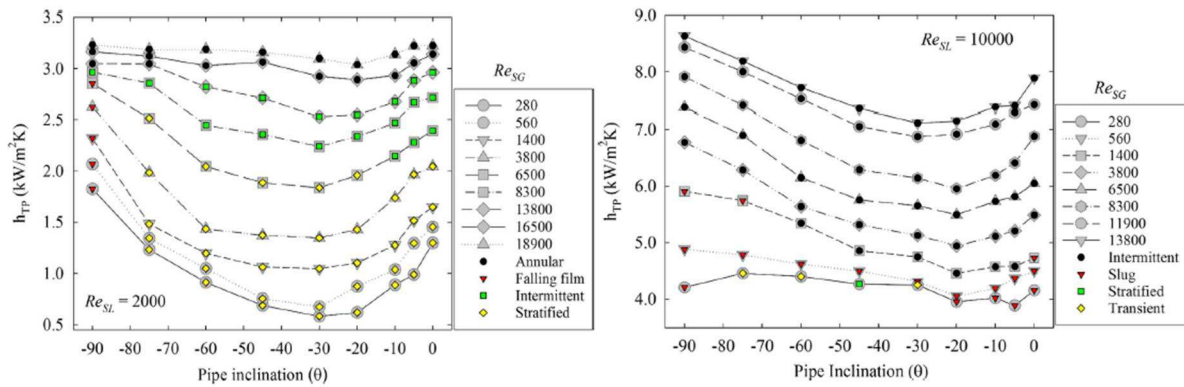 3.5
3.0
2.5
2.0
1.5
1.0
0.5
h_TP (kW/m²K)
Re_SL = 2000
-90 -80 -70 -60 -50 -40 -30 -20 -10 0
Pipe inclination (θ)
Re_SG
280
560
1400
3800
6500
8300
13800
16500
18900
Annular
Falling film
Intermittent
Stratified
9.0
8.0
7.0
6.0
5.0
4.0
h_TP (kW/m²K)
Re_SL = 10000
-90 -80 -70 -60 -50 -40 -30 -20 -10 0
Pipe Inclination (θ)
Re_SG
280
560
1400
3800
6500
8300
11900
13800
Intermittent
Slug
Stratified
Transient